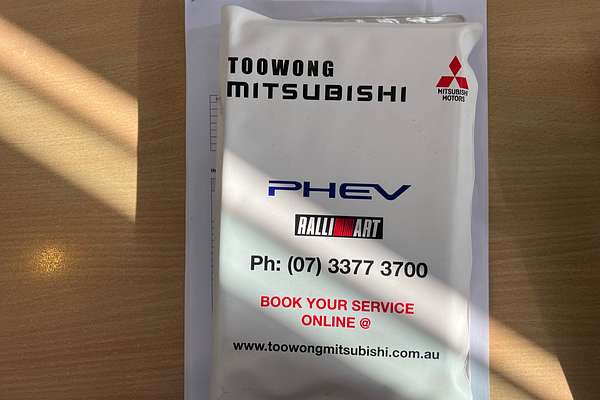 TOOWONG
MITSUBISHI
MITSUBISHI
MOTORS
PHEV
RALLIART
Ph: (07) 3377 3700
BOOK YOUR SERVICE
ONLINE @
www.toowongmitsubishi.com.au